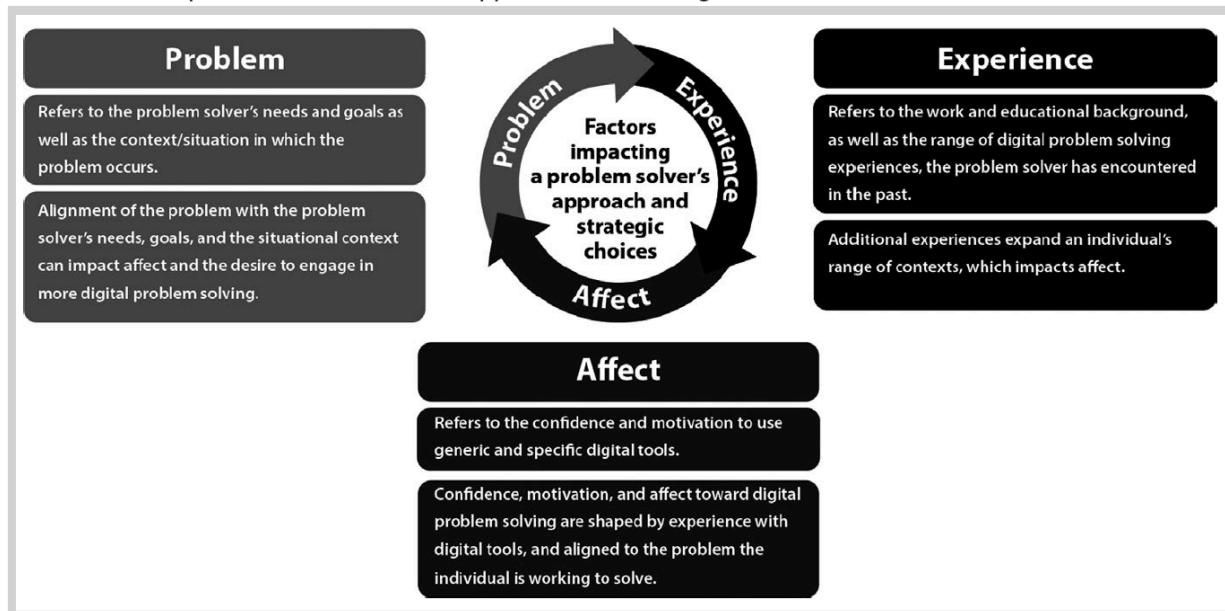 Problem
Refers to the problem solver's needs and goals as
well as the context/situation in which the
problem occurs.
Alignment of the problem with the problem
solver's needs, goals, and the situational context
can impact affect and the desire to engage in
more digital problem solving.
Problem
Experience
Affect
Factors
impacting
a problem solver's
approach and
strategic
choices
Experience
Refers to the work and educational background,
as well as the range of digital problem solving
experiences, the problem solver has encountered
in the past.
Additional experiences expand an individual's
range of contexts, which impacts affect.
Affect
Refers to the confidence and motivation to use
generic and specific digital tools.
Confidence, motivation, and affect toward digital
problem solving are shaped by experience with
digital tools, and aligned to the problem the
individual is working to solve.